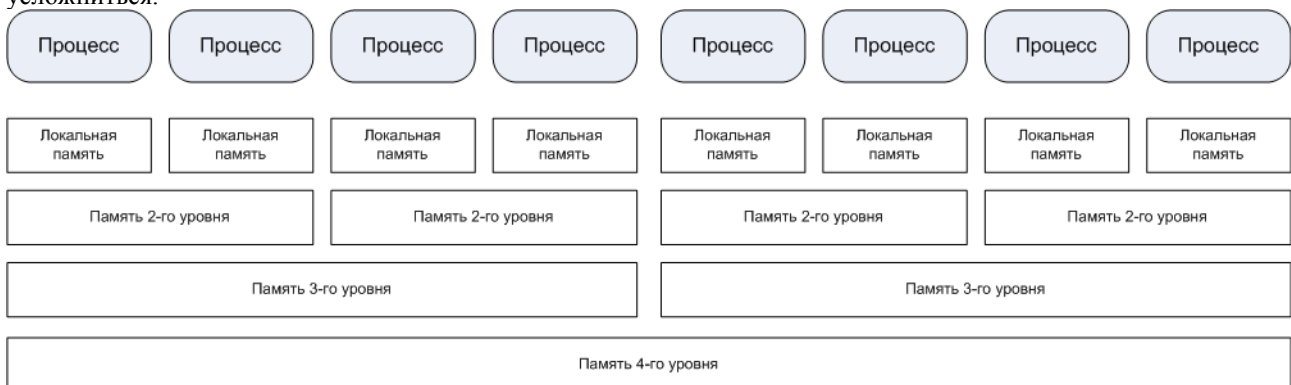 усложниться.
Процесс Процесс Процесс Процесс Процесс Процесс Процесс Процесс
Локальная Локальная Локальная Локальная Локальная Локальная Локальная Локальная
память память память память память память память память
Память 2-го уровня Память 2-го уровня Память 2-го уровня Память 2-го уровня
Память 3-го уровня Память 3-го уровня
Память 4-го уровня